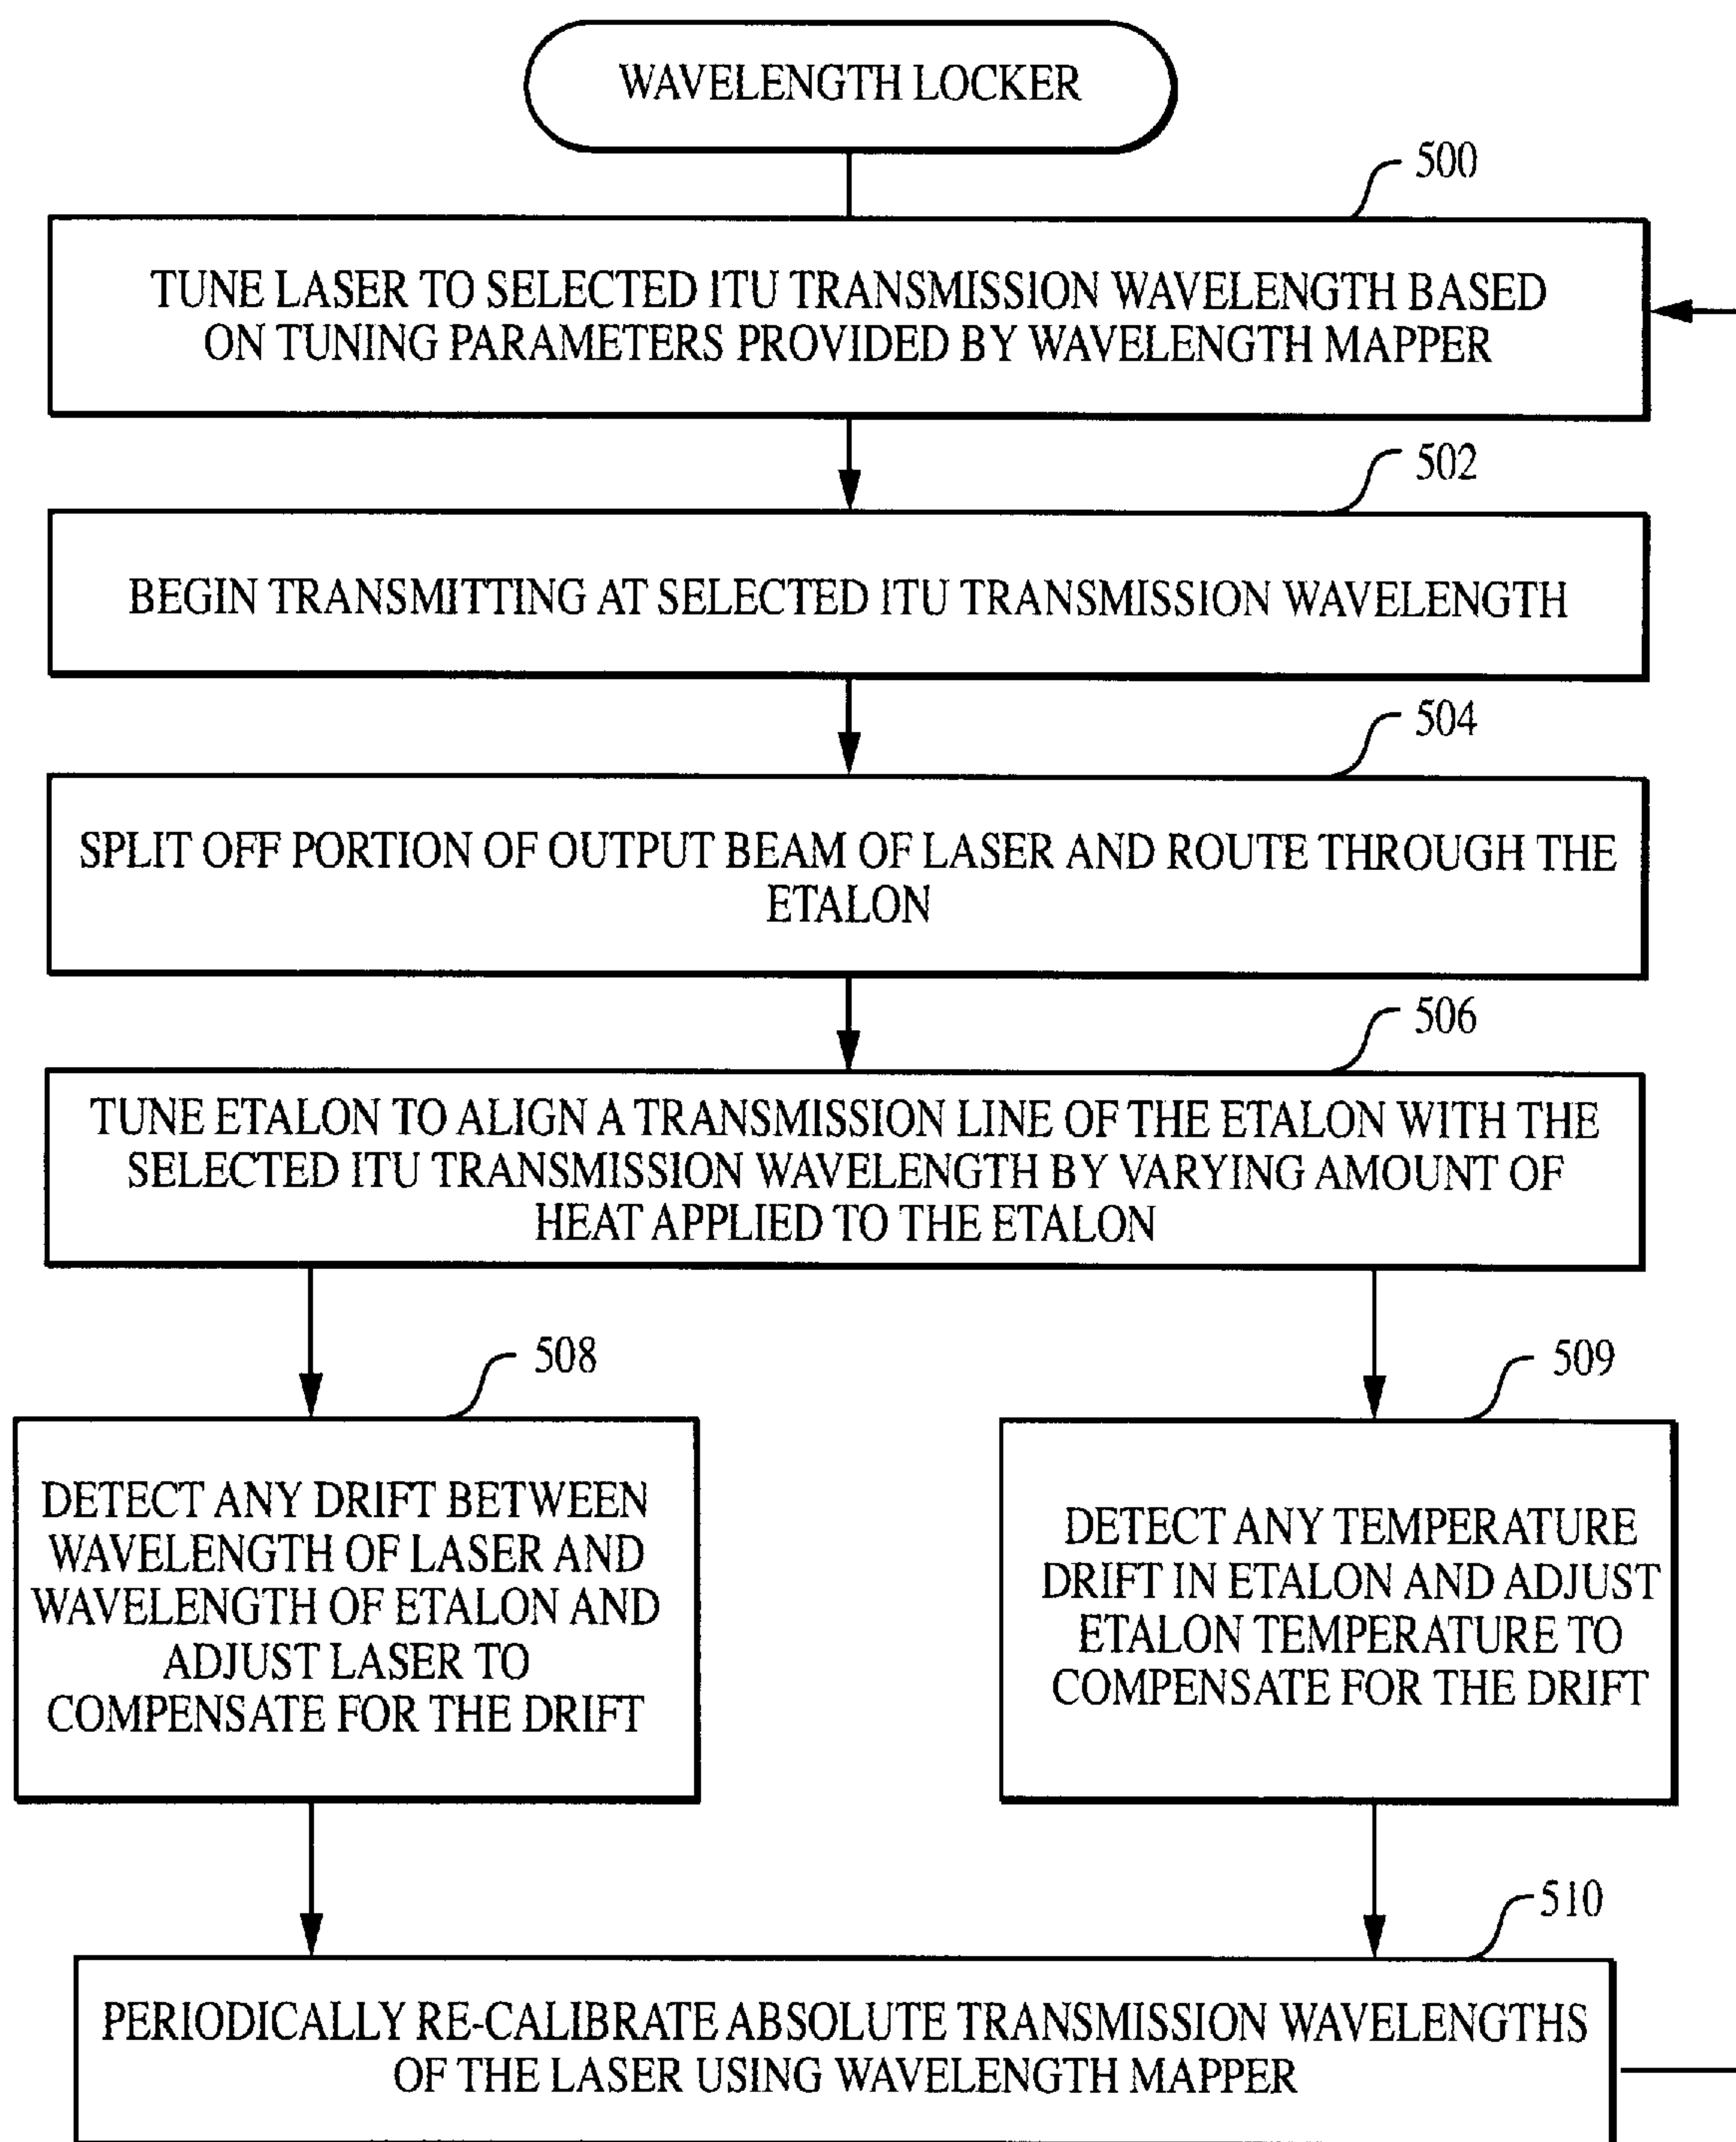 WAVELENGTH LOCKER
500
TUNE LASER TO SELECTED ITU TRANSMISSION WAVELENGTH BASED
ON TUNING PARAMETERS PROVIDED BY WAVELENGTH MAPPER
502
BEGIN TRANSMITTING AT SELECTED ITU TRANSMISSION WAVELENGTH
504
SPLIT OFF PORTION OF OUTPUT BEAM OF LASER AND ROUTE THROUGH THE
ETALON
506
TUNE ETALON TO ALIGN A TRANSMISSION LINE OF THE ETALON WITH THE
SELECTED ITU TRANSMISSION WAVELENGTH BY VARYING AMOUNT OF
HEAT APPLIED TO THE ETALON
508
DETECT ANY DRIFT BETWEEN
WAVELENGTH OF LASER AND
WAVELENGTH OF ETALON AND
ADJUST LASER TO
COMPENSATE FOR THE DRIFT
509
DETECT ANY TEMPERATURE
DRIFT IN ETALON AND ADJUST
ETALON TEMPERATURE TO
COMPENSATE FOR THE DRIFT
510
PERIODICALLY RE-CALIBRATE ABSOLUTE TRANSMISSION WAVELENGTHS
OF THE LASER USING WAVELENGTH MAPPER